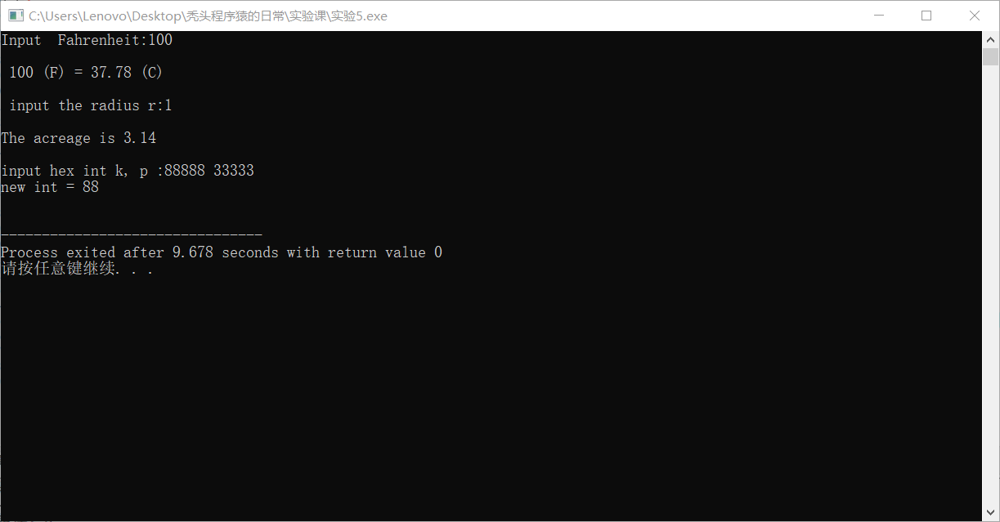 C:\Users\Lenovo\Desktop\秃头程序猿的日常\实验课\实验5.exe
Input  Fahrenheit:100
 100 (F) = 37.78 (C)
 input the radius r:1
The acreage is 3.14
input hex int k, p :88888 33333
new int = 88
--------------------------------
Process exited after 9.678 seconds with return value 0
请按任意键继续. . .